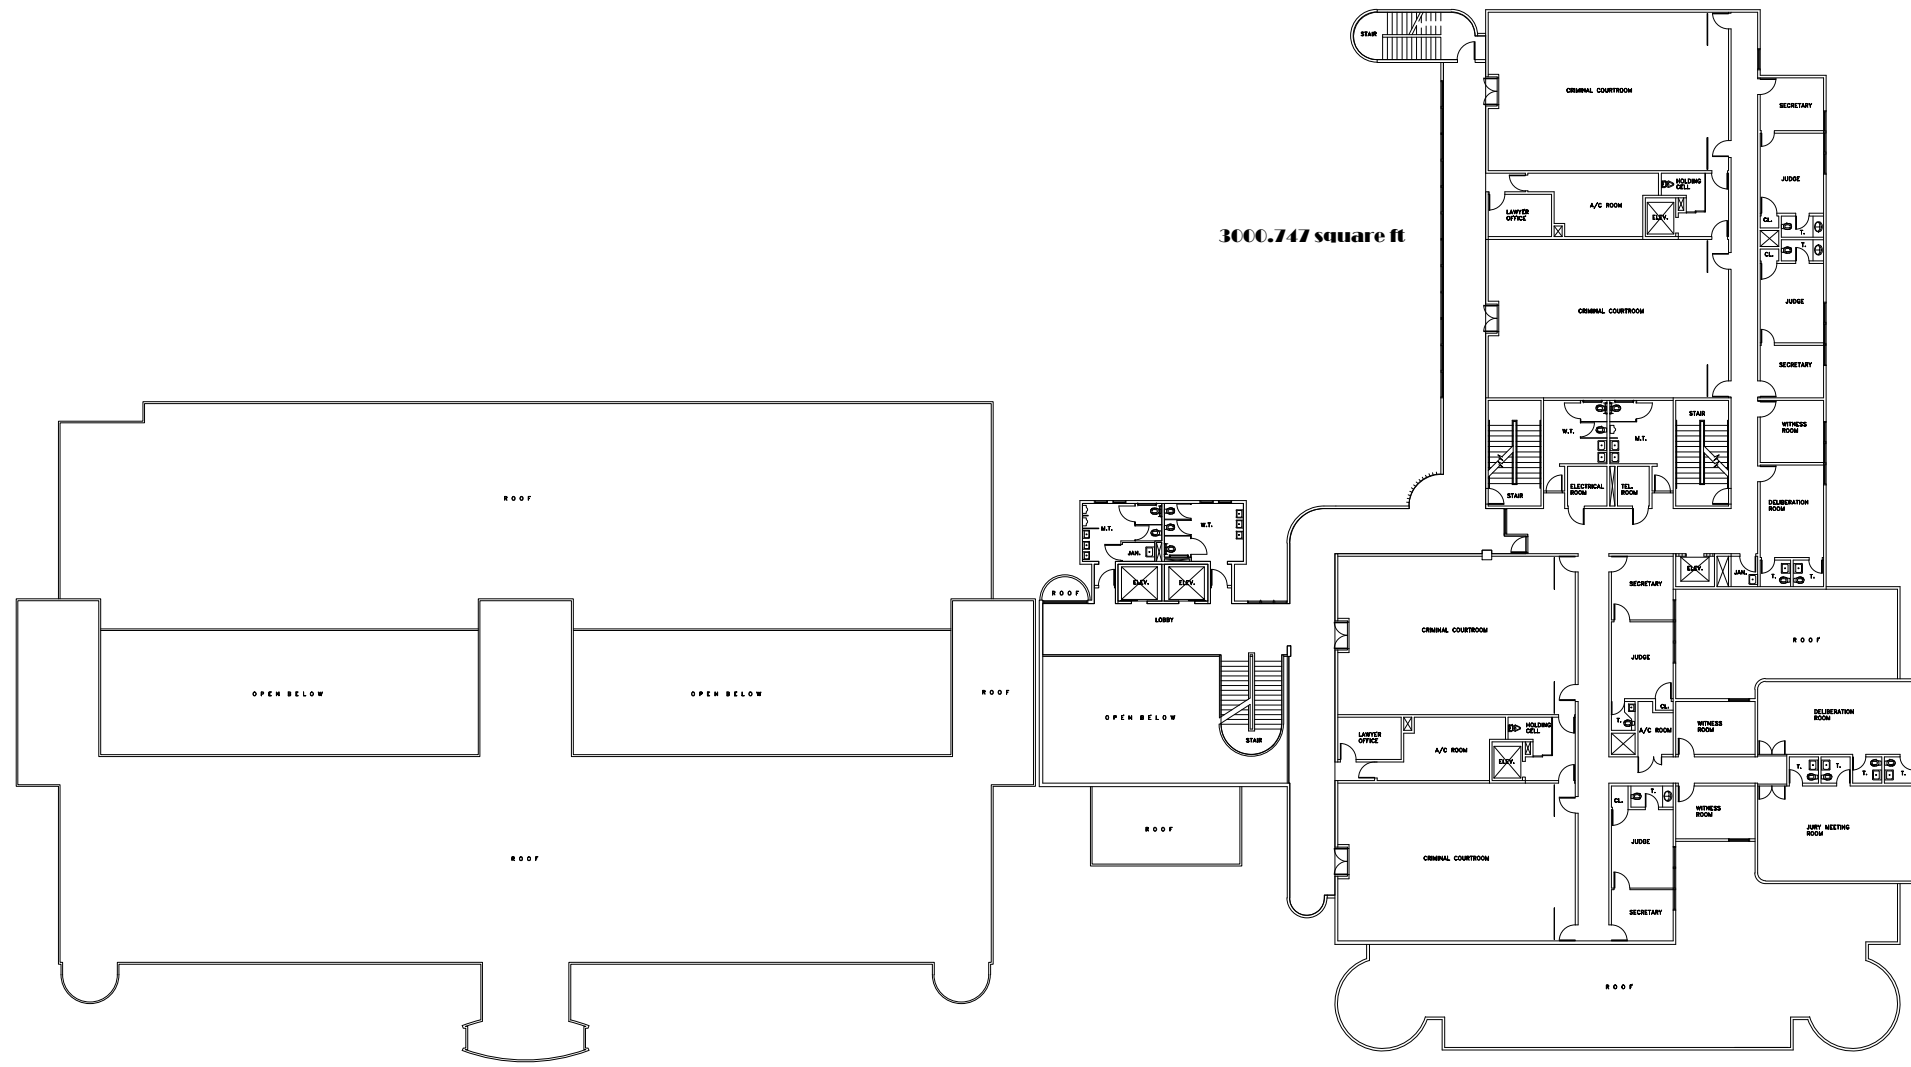 STAIR
CRIMINAL COURTROOM
SECRETARY
JUDGE
HOLDING
CELL
A/C ROOM
LAWYER
OFFICE
ELEV.
CL.
T.
3000.747 square ft
T.
CL.
JUDGE
CRIMINAL COURTROOM
SECRETARY
STAIR
W.T.
M.T.
WITNESS
ROOM
ELECTRICAL
ROOM
TEL.
ROOM
STAIR
DELIBERATION
ROOM
ROOF
M.T.
W.T.
JAN.
ELEV.
ELEV.
ROOF
LOBBY
ELEV.
JAN.
T.
T.
SECRETARY
CRIMINAL COURTROOM
ROOF
JUDGE
OPEN BELOW
OPEN BELOW
ROOF
OPEN BELOW
STAIR
CL.
T.
A/C ROOM
WITNESS
ROOM
DELIBERATION
ROOM
LAWYER
OFFICE
A/C ROOM
HOLDING
CELL
ELEV.
T.
T.
T.
T.
CL.
T.
WITNESS
ROOM
JURY MEETING
ROOM
ROOF
JUDGE
ROOF
CRIMINAL COURTROOM
SECRETARY
ROOF